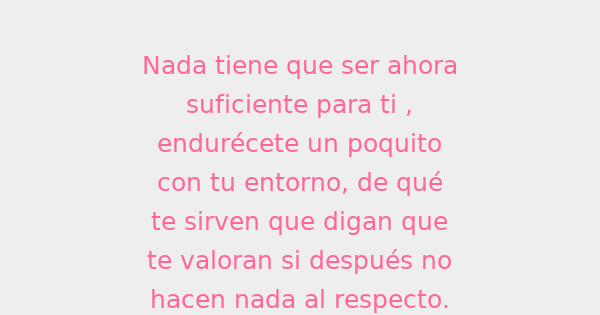 Nada tiene que ser ahora
suficiente para ti ,
endurécete un poquito
con tu entorno, de qué
te sirven que digan que
te valoran si después no
hacen nada al respecto.